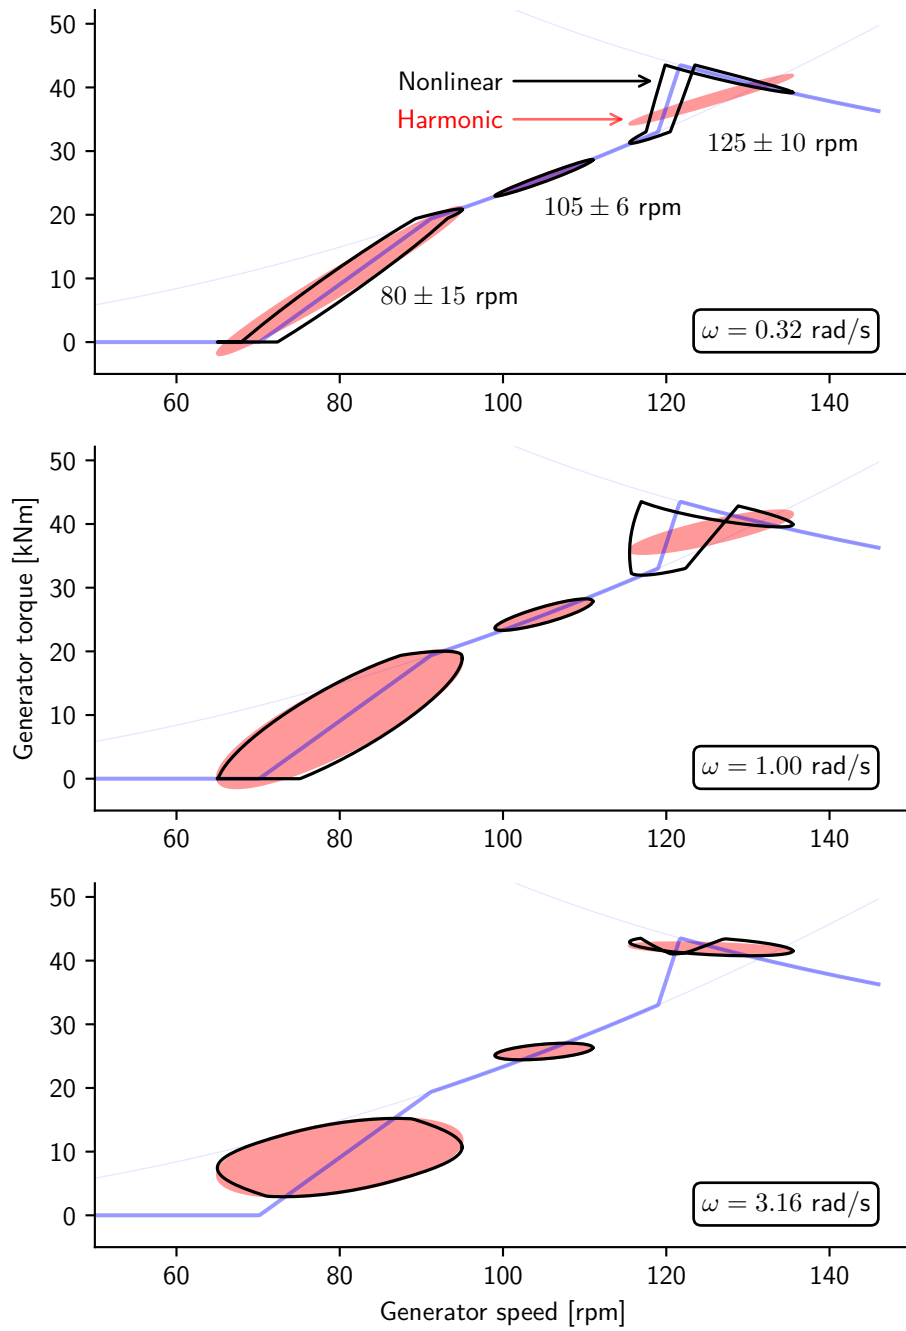 50
40
30
20
10
0
Nonlinear
Harmonic
125 ± 10 rpm
105 ± 6 rpm
80 ± 15 rpm
ω = 0.32 rad/s
60 80 100 120 140
Generator torque [kNm]
50
40
30
20
10
0
ω = 1.00 rad/s
60 80 100 120 140
50
40
30
20
10
0
ω = 3.16 rad/s
60 80 100 120 140
Generator speed [rpm]